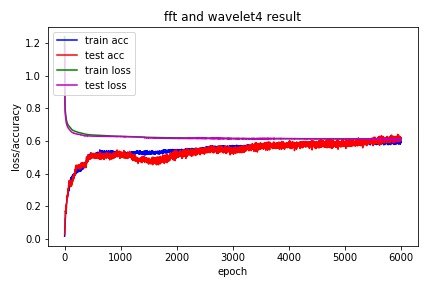 fft and wavelet4 result
train acc
test acc
train loss
test loss
loss/accuracy
1.2
1.0
0.8
0.6
0.4
0.2
0.0
0 1000 2000 3000 4000 5000 6000
epoch